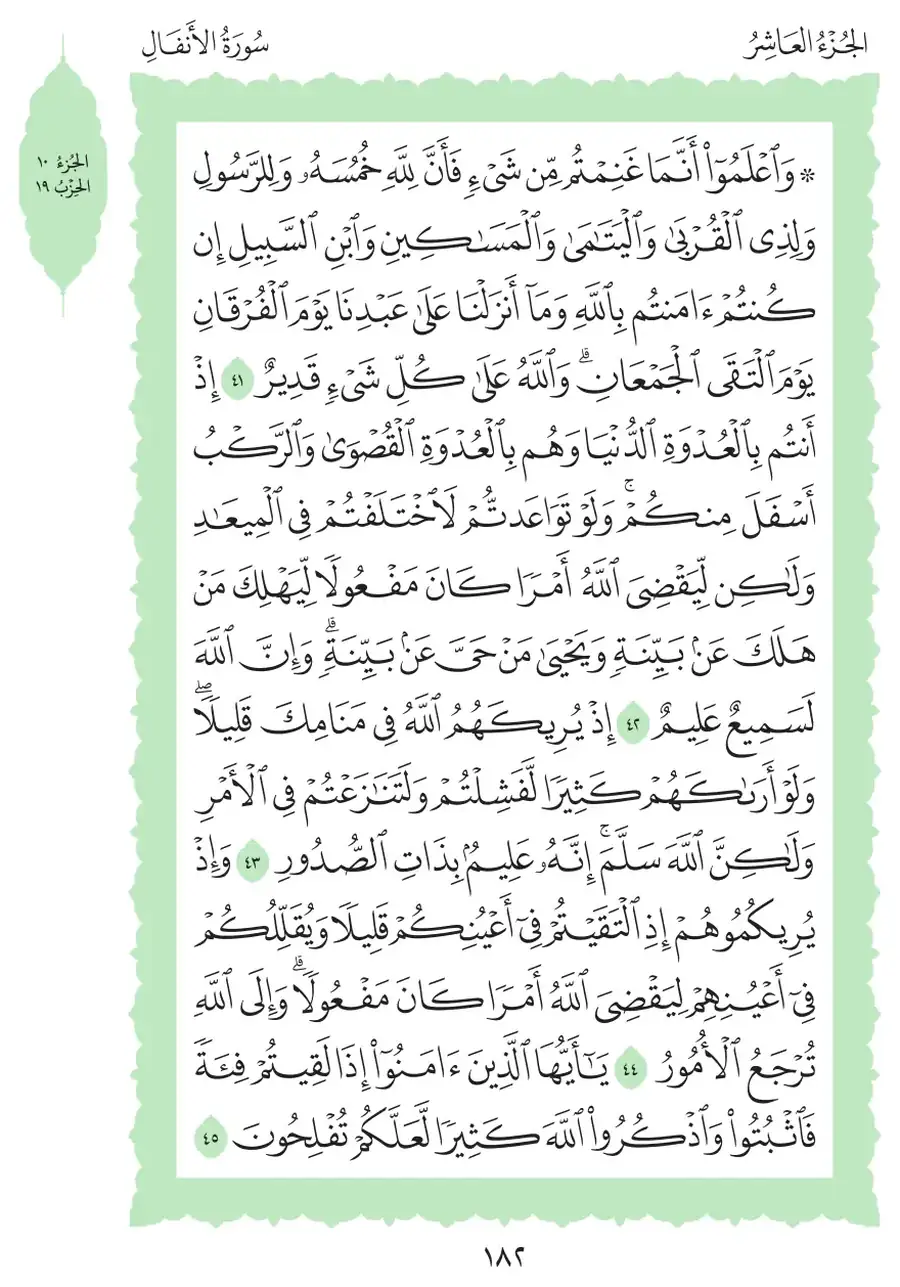 الجُزْءُ العَاشِرُ
سُورَةُ الأَنفَالِ
الجُزءُ ١٠
الحِزْبُ ١٩
* وَٱعْلَمُوٓا۟ أَنَّمَا غَنِمْتُم مِّن شَىْءٍ فَأَنَّ لِلَّهِ خُمُسَهُۥ وَلِلرَّسُولِ
وَلِذِى ٱلْقُرْبَىٰ وَٱلْيَتَـٰمَىٰ وَٱلْمَسَـٰكِينِ وَٱبْنِ ٱلسَّبِيلِ إِن
كُنتُمْ ءَامَنتُم بِٱللَّهِ وَمَآ أَنزَلْنَا عَلَىٰ عَبْدِنَا يَوْمَ ٱلْفُرْقَانِ
يَوْمَ ٱلْتَقَى ٱلْجَمْعَانِ ۗ وَٱللَّهُ عَلَىٰ كُلِّ شَىْءٍ قَدِيرٌ ٤١ إِذْ
أَنتُم بِٱلْعُدْوَةِ ٱلدُّنْيَا وَهُم بِٱلْعُدْوَةِ ٱلْقُصْوَىٰ وَٱلرَّكْبُ
أَسْفَلَ مِنكُمْ ۚ وَلَوْ تَوَاعَدتُّمْ لَٱخْتَلَفْتُمْ فِى ٱلْمِيعَـٰدِ
وَلَـٰكِن لِّيَقْضِىَ ٱللَّهُ أَمْرًا كَانَ مَفْعُولًا لِّيَهْلِكَ مَنْ
هَلَكَ عَنۢ بَيِّنَةٍ وَيَحْيَىٰ مَنْ حَىَّ عَنۢ بَيِّنَةٍ ۗ وَإِنَّ ٱللَّهَ
لَسَمِيعٌ عَلِيمٌ ٤٢ إِذْ يُرِيكَهُمُ ٱللَّهُ فِى مَنَامِكَ قَلِيلًا ۖ
وَلَوْ أَرَىٰكَهُمْ كَثِيرًا لَّفَشِلْتُمْ وَلَتَنَـٰزَعْتُمْ فِى ٱلْأَمْرِ
وَلَـٰكِنَّ ٱللَّهَ سَلَّمَ ۚ إِنَّهُۥ عَلِيمٌۢ بِذَاتِ ٱلصُّدُورِ ٤٣ وَإِذْ
يُرِيكُمُوهُمْ إِذِ ٱلْتَقَيْتُمْ فِىٓ أَعْيُنِكُمْ قَلِيلًا وَيُقَلِّلُكُمْ
فِىٓ أَعْيُنِهِمْ لِيَقْضِىَ ٱللَّهُ أَمْرًا كَانَ مَفْعُولًا ۗ وَإِلَى ٱللَّهِ
تُرْجَعُ ٱلْأُمُورُ ٤٤ يَـٰٓأَيُّهَا ٱلَّذِينَ ءَامَنُوٓا۟ إِذَا لَقِيتُمْ فِئَةً
فَٱثْبُتُوا۟ وَٱذْكُرُوا۟ ٱللَّهَ كَثِيرًا لَّعَلَّكُمْ تُفْلِحُونَ ٤٥
١٨٢